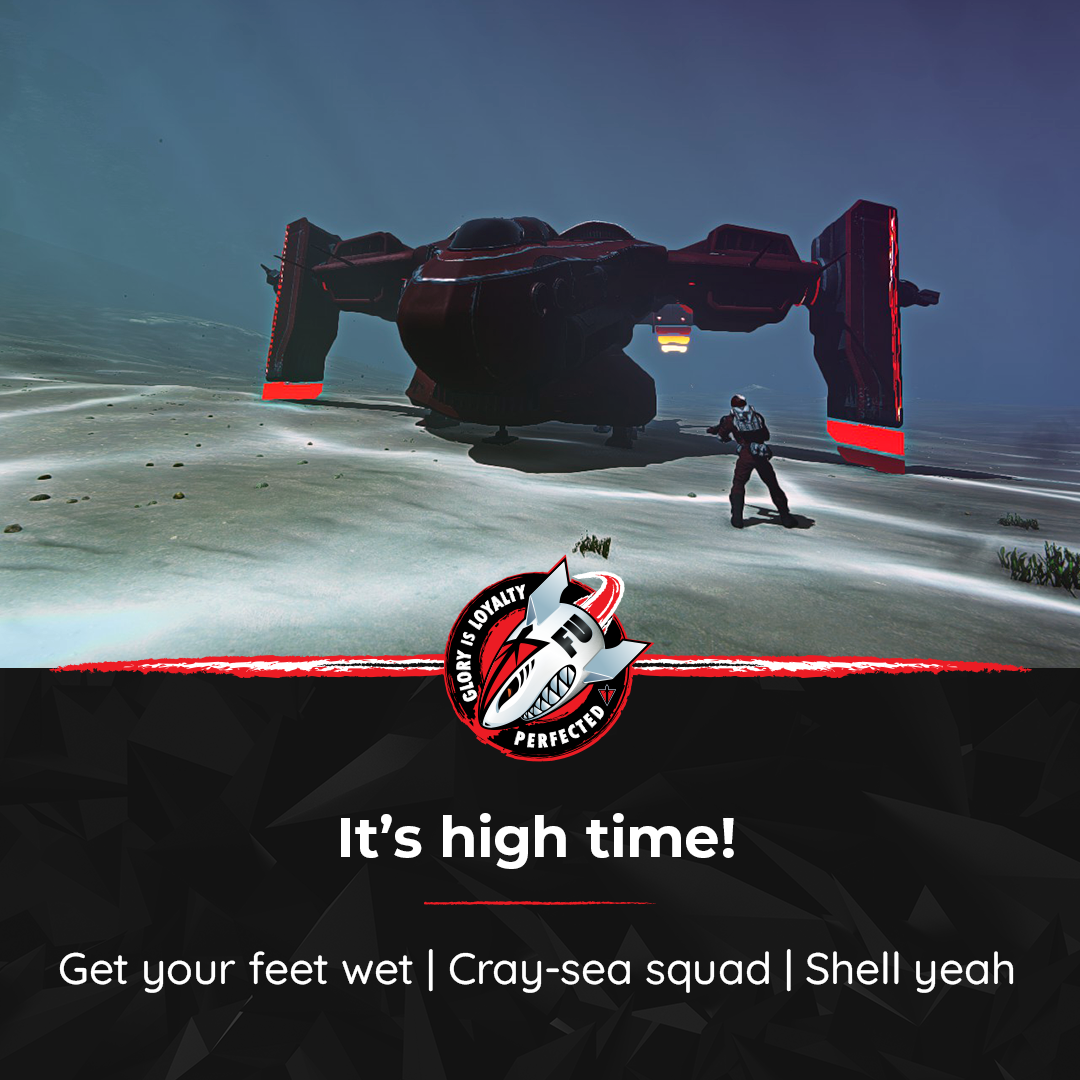 GLORY IS LOYALTY
FU
PERFECTED
It's high time!
Get your feet wet | Cray-sea squad | Shell yeah